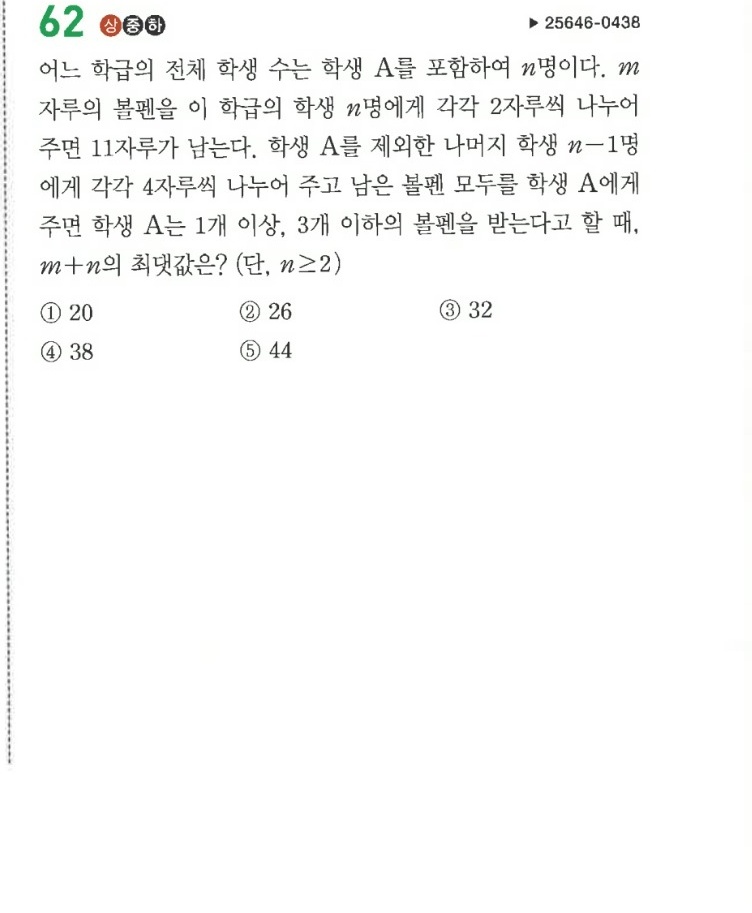 62 상 중 하 ▶ 25646-0438
어느 학급의 전체 학생 수는 학생 A를 포함하여 n명이다. m
자루의 볼펜을 이 학급의 학생 n명에게 각각 2자루씩 나누어
주면 11자루가 남는다. 학생 A를 제외한 나머지 학생 n-1명
에게 각각 4자루씩 나누어 주고 남은 볼펜 모두를 학생 A에게
주면 학생 A는 1개 이상, 3개 이하의 볼펜을 받는다고 할 때,
m+n의 최댓값은? (단, n≥2)
① 20 ② 26 ③ 32
④ 38 ⑤ 44